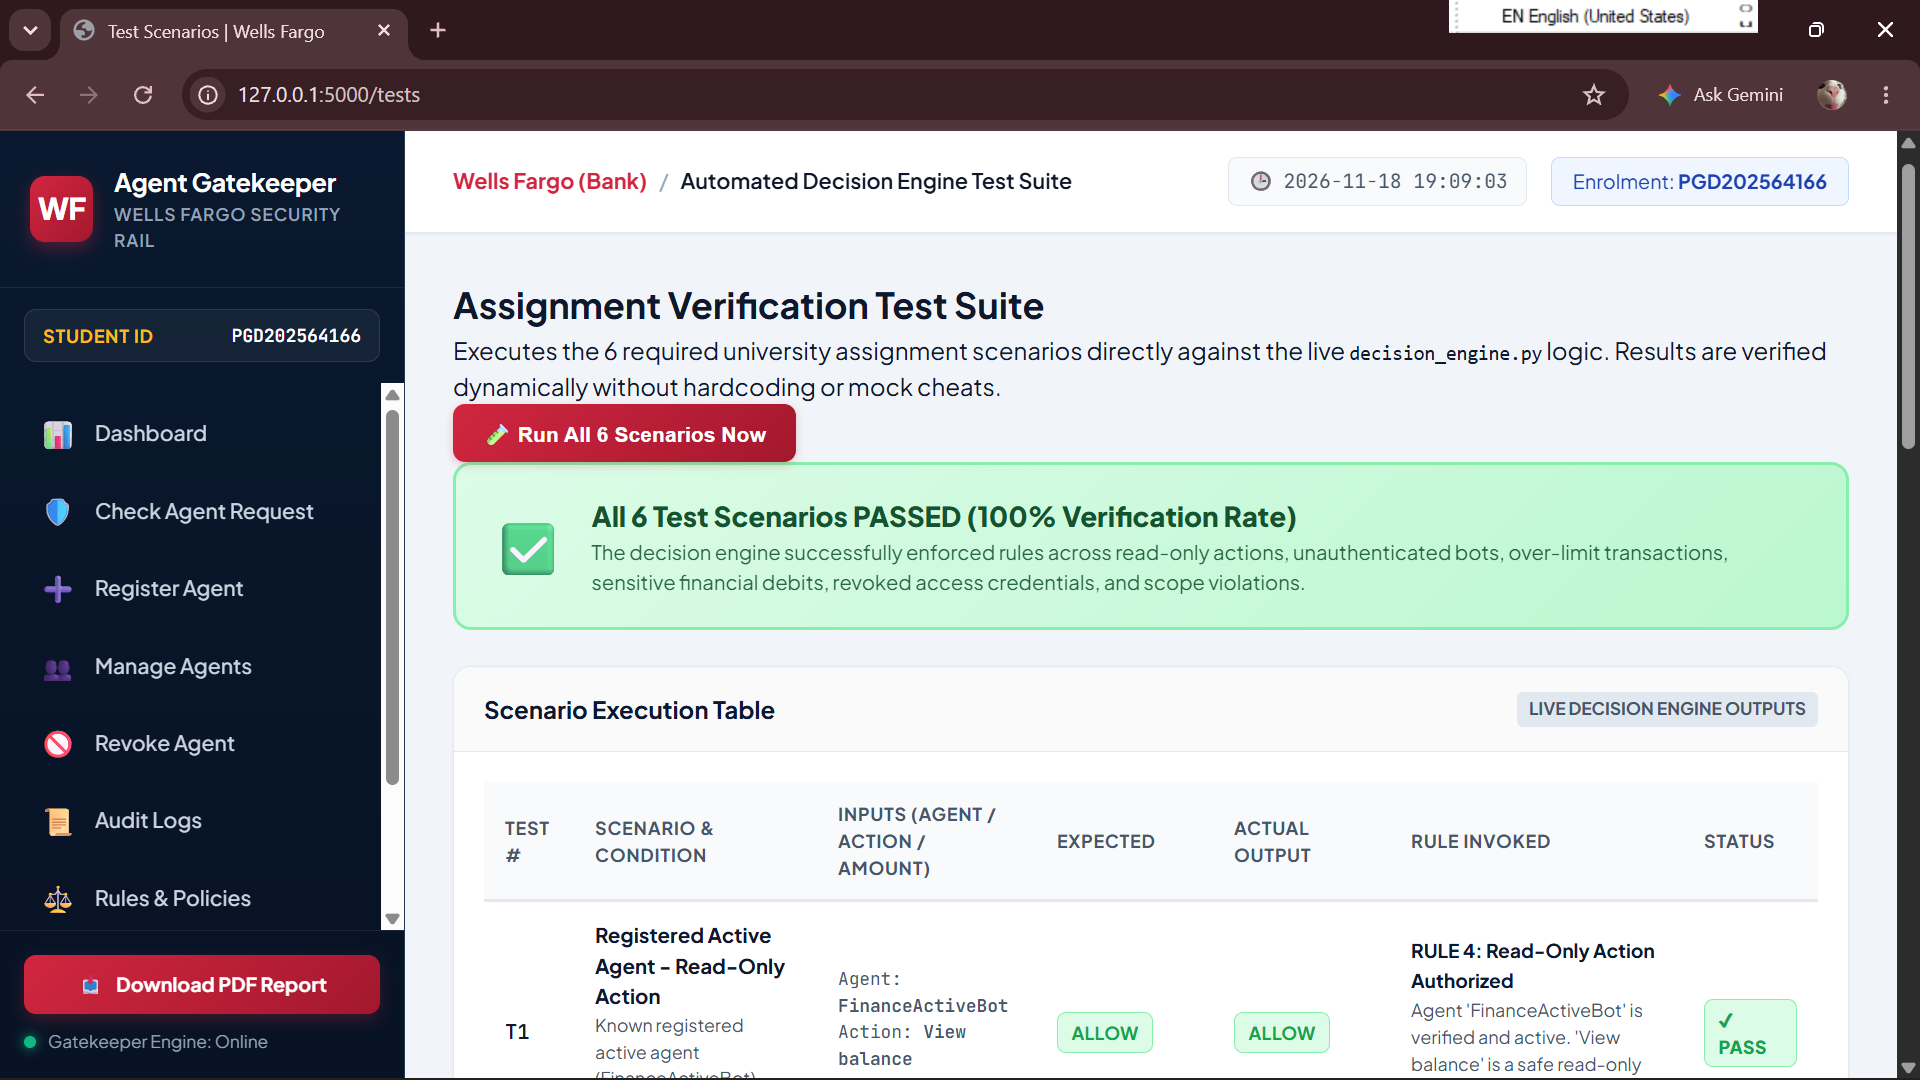 Test Scenarios | Wells Fargo
EN English (United States)
127.0.0.1:5000/tests
Ask Gemini
WF
Agent Gatekeeper
WELLS FARGO SECURITY
RAIL
STUDENT ID PGD202564166
Dashboard
Check Agent Request
Register Agent
Manage Agents
Revoke Agent
Audit Logs
Rules & Policies
Download PDF Report
Gatekeeper Engine: Online
Wells Fargo (Bank) / Automated Decision Engine Test Suite
2026-11-18 19:09:03
Enrolment: PGD202564166
Assignment Verification Test Suite
Executes the 6 required university assignment scenarios directly against the live decision_engine.py logic. Results are verified
dynamically without hardcoding or mock cheats.
Run All 6 Scenarios Now
All 6 Test Scenarios PASSED (100% Verification Rate)
The decision engine successfully enforced rules across read-only actions, unauthenticated bots, over-limit transactions,
sensitive financial debits, revoked access credentials, and scope violations.
Scenario Execution Table
LIVE DECISION ENGINE OUTPUTS
TEST
#
SCENARIO &
CONDITION
INPUTS (AGENT /
ACTION /
AMOUNT)
EXPECTED
ACTUAL
OUTPUT
RULE INVOKED
STATUS
T1
Registered Active
Agent - Read-Only
Action
Known registered
active agent
(FinanceActiveBot)
Agent:
FinanceActiveBot
Action: View
balance
ALLOW
ALLOW
RULE 4: Read-Only Action
Authorized
Agent 'FinanceActiveBot' is
verified and active. 'View
balance' is a safe read-only
✓
PASS